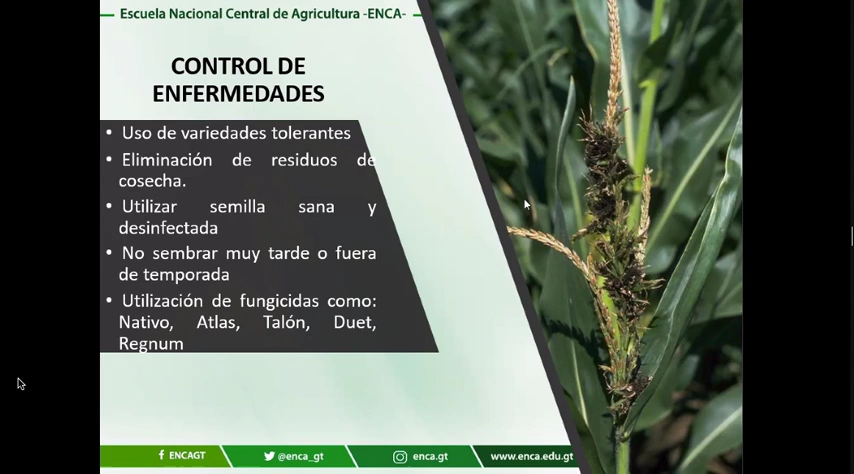 Escuela Nacional Central de Agricultura -ENCA-
CONTROL DE
ENFERMEDADES
• Uso de variedades tolerantes
• Eliminación de residuos de
cosecha.
• Utilizar semilla sana y
desinfectada
• No sembrar muy tarde o fuera
de temporada
• Utilización de fungicidas como:
Nativo, Atlas, Talón, Duet,
Regnum
ENCAGT @enca_gt enca.gt www.enca.edu.gt